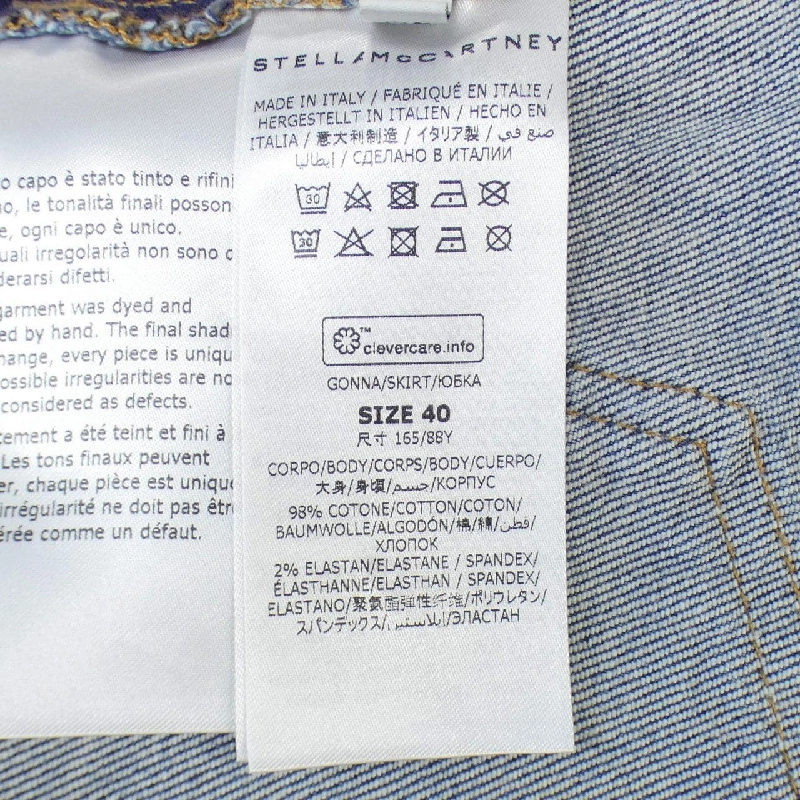 o capo è stato tinto e rifini
no, le tonalità finali posson
e, ogni capo è unico.
uali irregolarità non sono c
derarsi difetti.
garment was dyed and
ed by hand. The final shad
hange, every piece is uniqu
ossible irregularities are no
considered as defects.
tement a été teint et fini à
Les tons finaux peuvent
er, chaque pièce est unique
irrégularité ne doit pas êtr
érée comme un défaut.
STELLA McCARTNEY
MADE IN ITALY / FABRIQUÉ EN ITALIE /
HERGESTELLT IN ITALIEN / HECHO EN
ITALIA / 意大利制造 / イタリア製 / صنع في
إيطاليا / СДЕЛАНО В ИТАЛИИ
30
30
clevercare.info™
GONNA/SKIRT/ЮБКА
SIZE 40
尺寸 165/88Y
CORPO/BODY/CORPS/BODY/CUERPO/
大身/身頃/جسم/КОРПУС
98% COTONE/COTTON/COTON/
BAUMWOLLE/ALGODÓN/棉/綿/قطن/
ХЛОПОК
2% ELASTAN/ELASTANE / SPANDEX/
ÉLASTHANNE/ELASTHAN / SPANDEX/
ELASTANO/聚氨酯弹性纤维/ポリウレタン/
スパンデックス/إيلاستين/ЭЛАСТАН